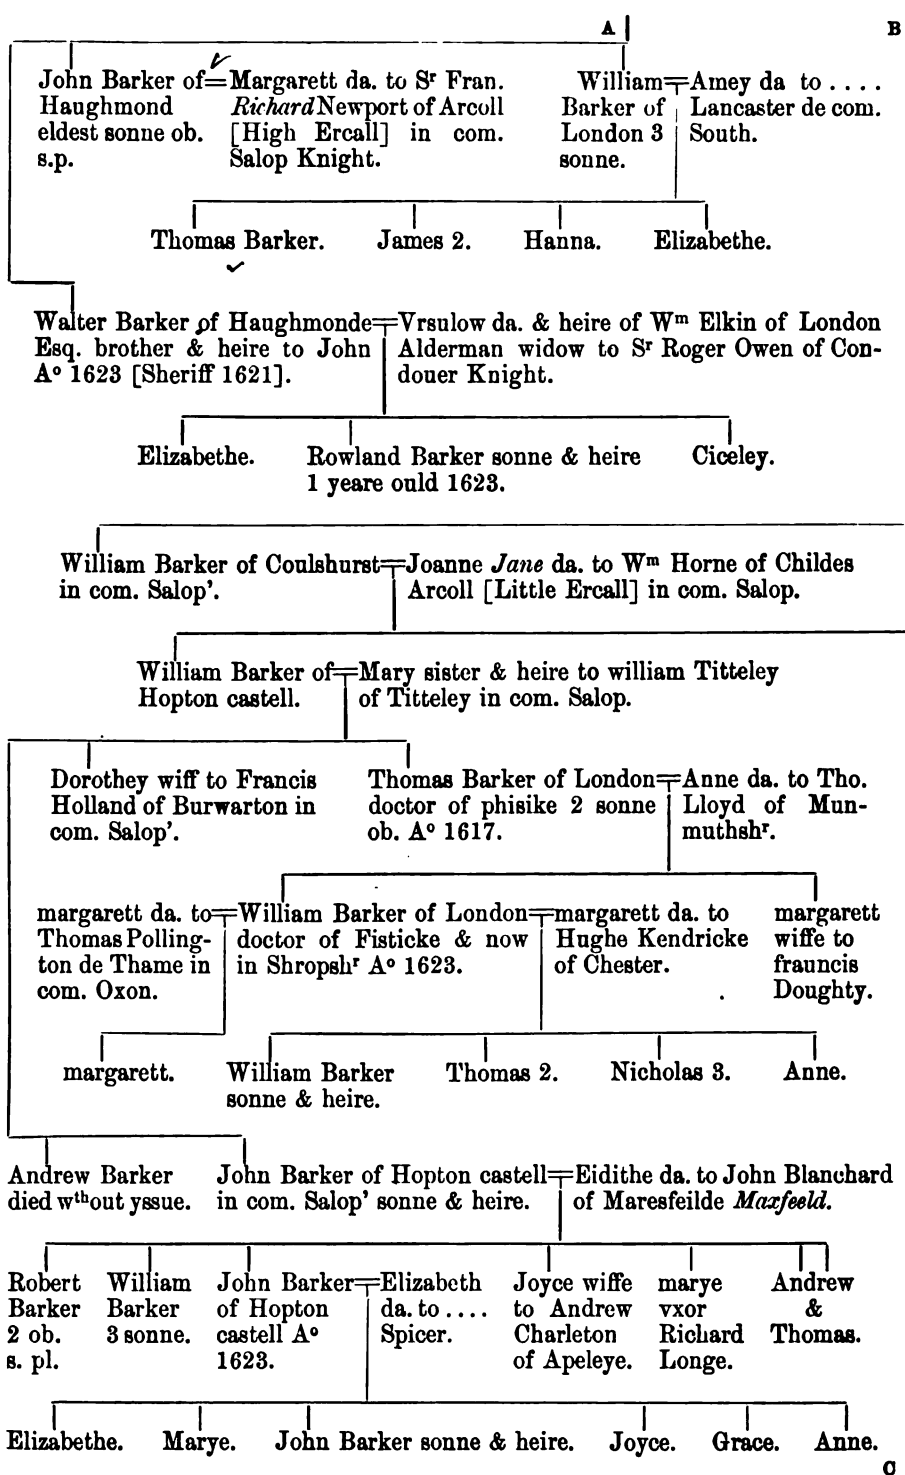 A B
John Barker of = Margarett da. to Sʳ Fran.
Haughmond Richard Newport of Arcoll
eldest sonne ob. [High Ercall] in com.
s.p. Salop Knight.
William = Amey da to ....
Barker of Lancaster de com.
London 3 South.
sonne.
Thomas Barker. James 2. Hanna. Elizabethe.
Walter Barker of Haughmonde = Vrsulow da. & heire of Wᵐ Elkin of London
Esq. brother & heire to John Alderman widow to Sʳ Roger Owen of Con-
Aº 1623 [Sheriff 1621]. douer Knight.
Elizabethe. Rowland Barker sonne & heire Ciceley.
1 yeare ould 1623.
William Barker of Coulshurst = Joanne Jane da. to Wᵐ Horne of Childes
in com. Salop'. Arcoll [Little Ercall] in com. Salop.
William Barker of = Mary sister & heire to william Titteley
Hopton castell. of Titteley in com. Salop.
Dorothey wiff to Francis
Holland of Burwarton in
com. Salop'.
Thomas Barker of London = Anne da. to Tho.
doctor of phisike 2 sonne Lloyd of Mun-
ob. Aº 1617. muthshʳ.
margarett da. to = William Barker of London = margarett da. to
Thomas Polling- doctor of Fisticke & now Hughe Kendricke
ton de Thame in in Shropshʳ Aº 1623. of Chester.
com. Oxon.
margarett
wiffe to
frauncis
Doughty.
margarett. William Barker Thomas 2. Nicholas 3. Anne.
sonne & heire.
Andrew Barker
died wᵗʰout yssue.
John Barker of Hopton castell = Eidithe da. to John Blanchard
in com. Salop' sonne & heire. of Maresfeilde Maxfeeld.
Robert
Barker
2 ob.
s. pl.
William
Barker
3 sonne.
John Barker = Elizabeth
of Hopton da. to ....
castell Aº Spicer.
1623.
Joyce wiffe
to Andrew
Charleton
of Apeleye.
marye
vxor
Richard
Longe.
Andrew
&
Thomas.
Elizabethe. Marye. John Barker sonne & heire. Joyce. Grace. Anne.
C